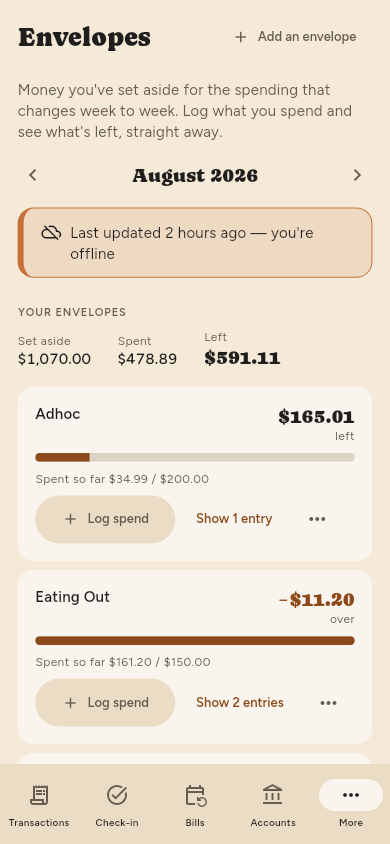 Envelopes
Add an envelope
Money you've set aside for the spending that
changes week to week. Log what you spend and
see what's left, straight away.
August 2026
Last updated 2 hours ago — you're
offline
YOUR ENVELOPES
Set aside
$1,070.00
Spent
$478.89
Left
$591.11
Adhoc
$165.01
left
Spent so far $34.99 / $200.00
Log spend
Show 1 entry
Eating Out
–$11.20
over
Spent so far $161.20 / $150.00
Log spend
Show 2 entries
Transactions
Check-in
Bills
Accounts
More